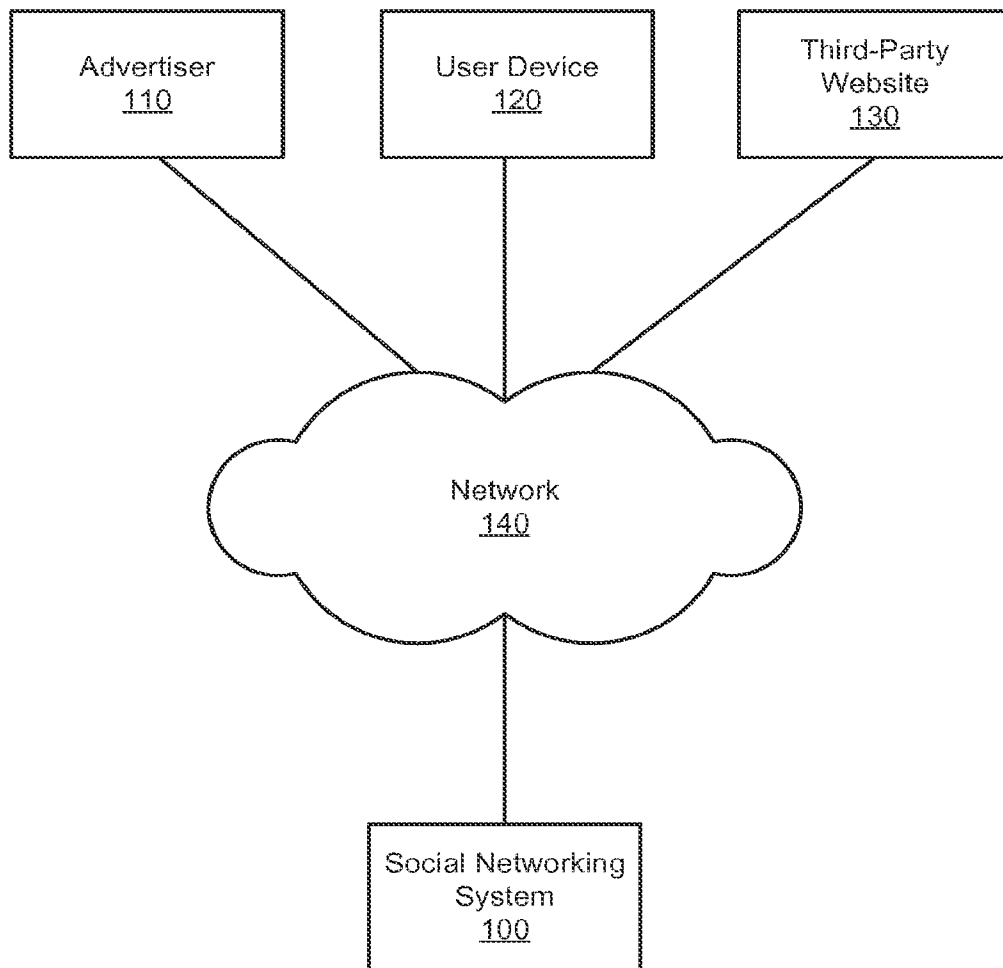 Advertiser
110
User Device
120
Third-Party
Website
130
Network
140
Social Networking
System
100